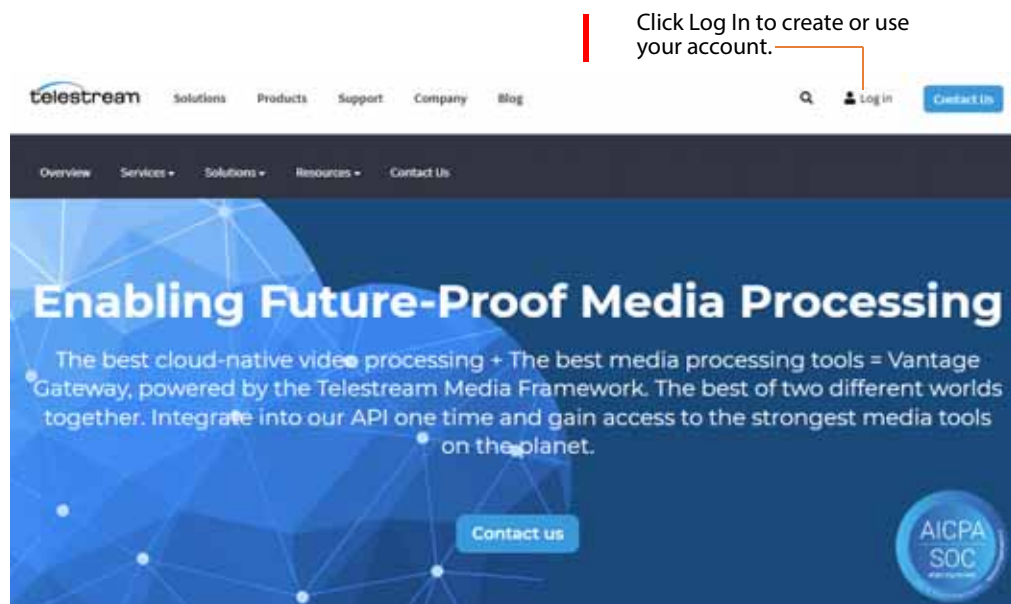 Click Log In to create or use
your account.
telestream Solutions Products Support Company Blog Log in Contact Us
Overview Services Solutions Resources Contact Us
Enabling Future-Proof Media Processing
The best cloud-native video processing + The best media processing tools = Vantage
Gateway, powered by the Telestream Media Framework. The best of two different worlds
together. Integrate into our API one time and gain access to the strongest media tools
on the planet.
Contact us
AICPA
SOC